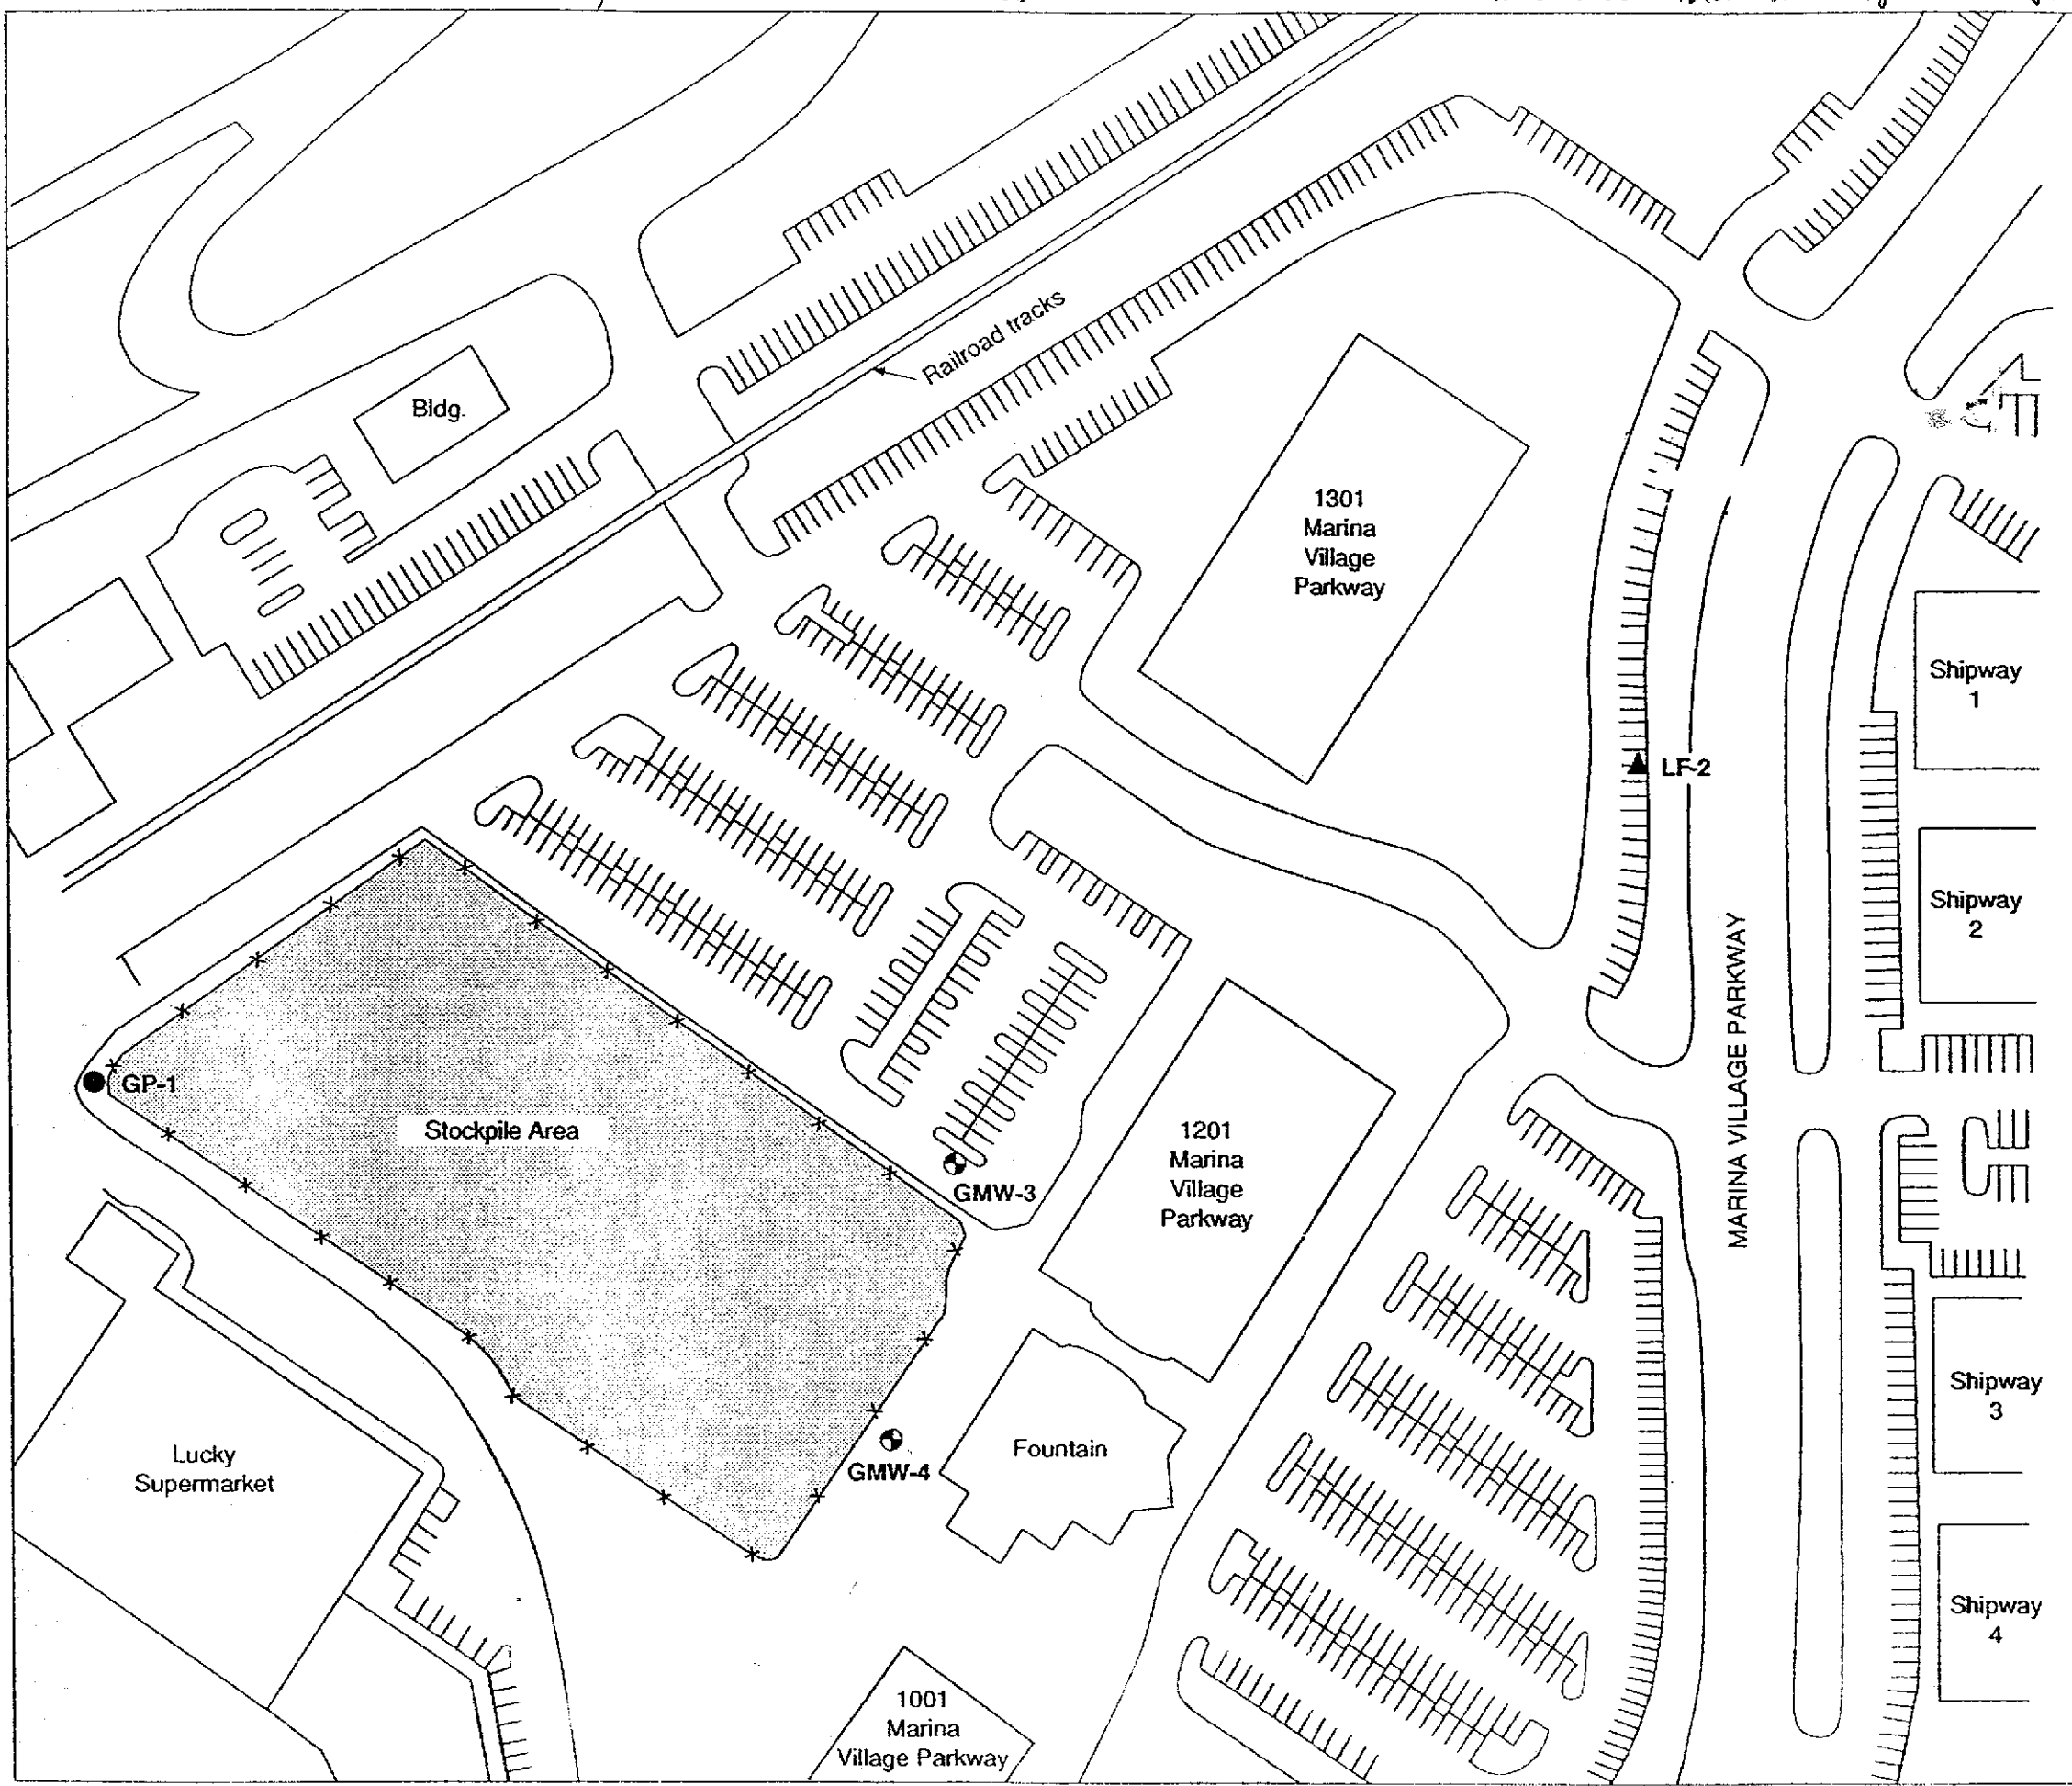 Railroad tracks
Bldg.
1301
Marina
Village
Parkway
Shipway
1
LF-2
Shipway
2
MARINA VILLAGE PARKWAY
GP-1
Stockpile Area
1201
Marina
Village
Parkway
GMW-3
Shipway
3
Lucky
Supermarket
Fountain
GMW-4
Shipway
4
1001
Marina
Village Parkway